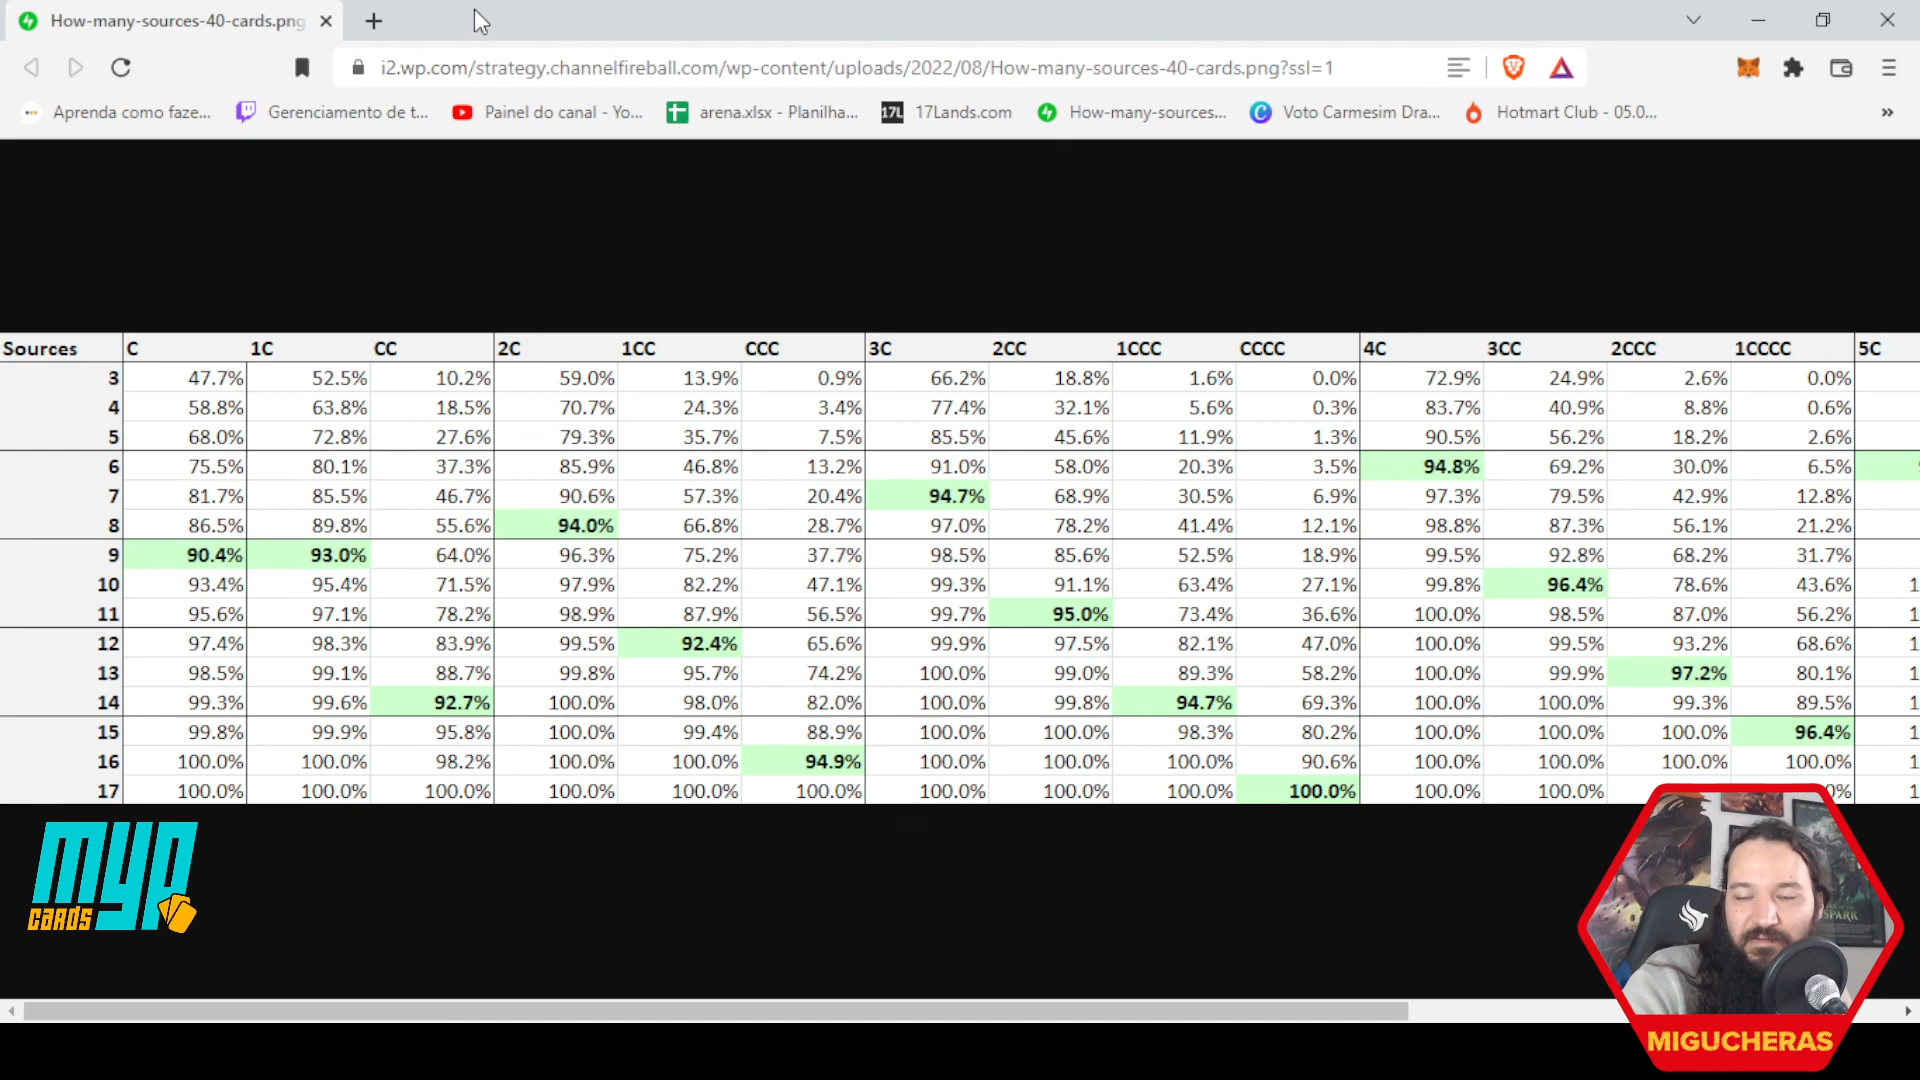 How-many-sources-40-cards.png
i2.wp.com/strategy.channelfireball.com/wp-content/uploads/2022/08/How-many-sources-40-cards.png?ssl=1
Aprenda como faze... Gerenciamento de t... Painel do canal - Yo... arena.xlsx - Planilha... 17L 17Lands.com How-many-sources... Voto Carmesim Dra... Hotmart Club - 05.0... »
Sources C 1C CC 2C 1CC CCC 3C 2CC 1CCC CCCC 4C 3CC 2CCC 1CCCC 5C
3 47.7% 52.5% 10.2% 59.0% 13.9% 0.9% 66.2% 18.8% 1.6% 0.0% 72.9% 24.9% 2.6% 0.0%
4 58.8% 63.8% 18.5% 70.7% 24.3% 3.4% 77.4% 32.1% 5.6% 0.3% 83.7% 40.9% 8.8% 0.6%
5 68.0% 72.8% 27.6% 79.3% 35.7% 7.5% 85.5% 45.6% 11.9% 1.3% 90.5% 56.2% 18.2% 2.6%
6 75.5% 80.1% 37.3% 85.9% 46.8% 13.2% 91.0% 58.0% 20.3% 3.5% 94.8% 69.2% 30.0% 6.5%
7 81.7% 85.5% 46.7% 90.6% 57.3% 20.4% 94.7% 68.9% 30.5% 6.9% 97.3% 79.5% 42.9% 12.8%
8 86.5% 89.8% 55.6% 94.0% 66.8% 28.7% 97.0% 78.2% 41.4% 12.1% 98.8% 87.3% 56.1% 21.2%
9 90.4% 93.0% 64.0% 96.3% 75.2% 37.7% 98.5% 85.6% 52.5% 18.9% 99.5% 92.8% 68.2% 31.7%
10 93.4% 95.4% 71.5% 97.9% 82.2% 47.1% 99.3% 91.1% 63.4% 27.1% 99.8% 96.4% 78.6% 43.6% 1
11 95.6% 97.1% 78.2% 98.9% 87.9% 56.5% 99.7% 95.0% 73.4% 36.6% 100.0% 98.5% 87.0% 56.2% 1
12 97.4% 98.3% 83.9% 99.5% 92.4% 65.6% 99.9% 97.5% 82.1% 47.0% 100.0% 99.5% 93.2% 68.6% 1
13 98.5% 99.1% 88.7% 99.8% 95.7% 74.2% 100.0% 99.0% 89.3% 58.2% 100.0% 99.9% 97.2% 80.1% 1
14 99.3% 99.6% 92.7% 100.0% 98.0% 82.0% 100.0% 99.8% 94.7% 69.3% 100.0% 100.0% 99.3% 89.5% 1
15 99.8% 99.9% 95.8% 100.0% 99.4% 88.9% 100.0% 100.0% 98.3% 80.2% 100.0% 100.0% 100.0% 96.4% 1
16 100.0% 100.0% 98.2% 100.0% 100.0% 94.9% 100.0% 100.0% 100.0% 90.6% 100.0% 100.0% 100.0% 100.0% 1
17 100.0% 100.0% 100.0% 100.0% 100.0% 100.0% 100.0% 100.0% 100.0% 100.0% 100.0% 100.0% 0% 1
myp
cards
SPARK
MIGUCHERAS